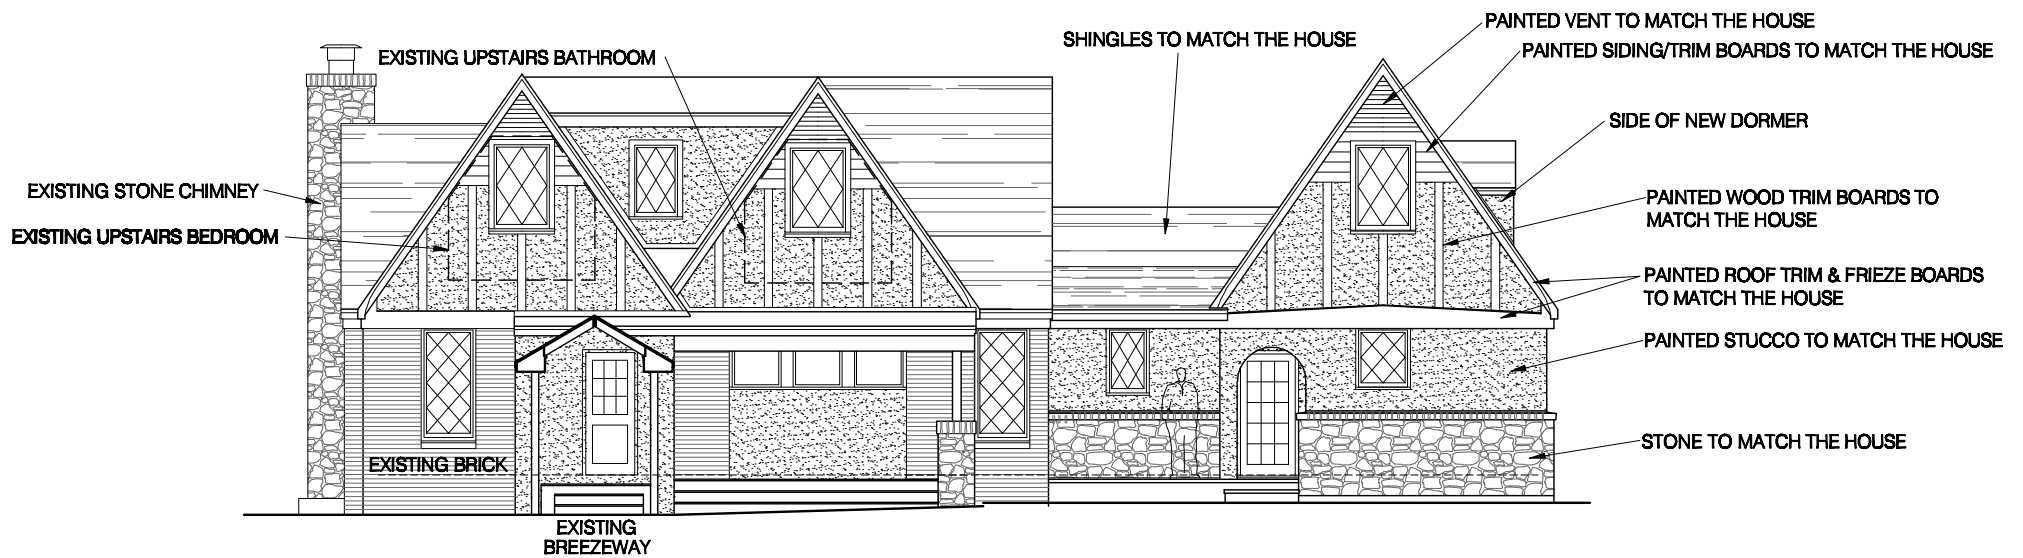 PAINTED VENT TO MATCH THE HOUSE
SHINGLES TO MATCH THE HOUSE
PAINTED SIDING/TRIM BOARDS TO MATCH THE HOUSE
EXISTING UPSTAIRS BATHROOM
SIDE OF NEW DORMER
EXISTING STONE CHIMNEY
PAINTED WOOD TRIM BOARDS TO
MATCH THE HOUSE
EXISTING UPSTAIRS BEDROOM
PAINTED ROOF TRIM & FRIEZE BOARDS
TO MATCH THE HOUSE
PAINTED STUCCO TO MATCH THE HOUSE
STONE TO MATCH THE HOUSE
EXISTING BRICK
EXISTING
BREEZEWAY